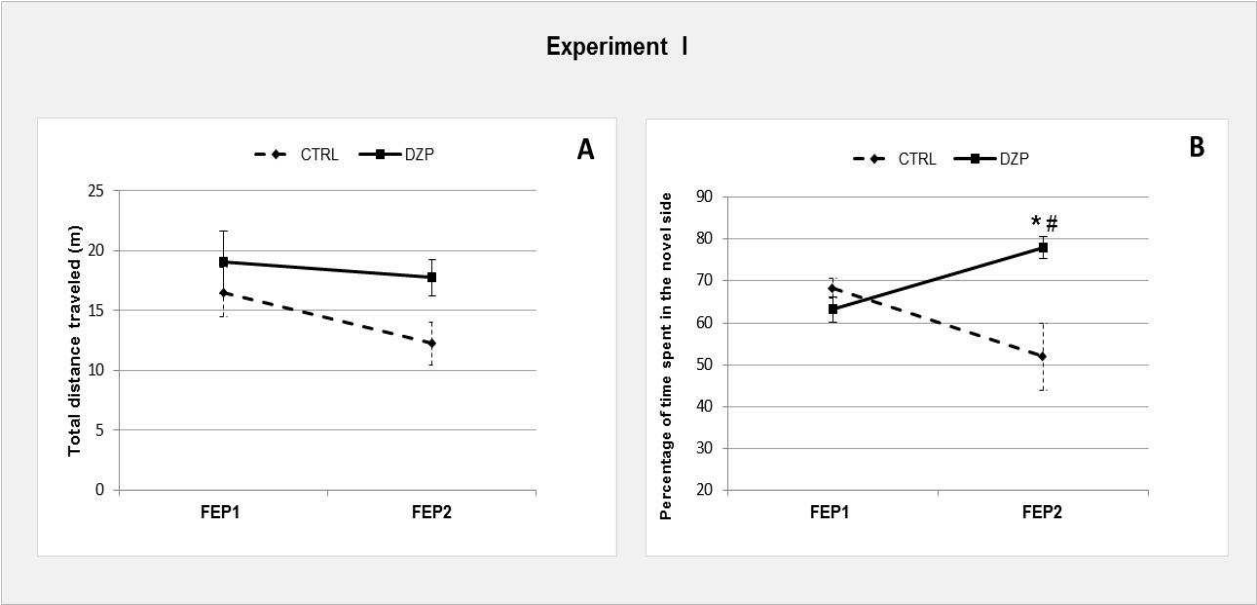 Experiment I
A
CTRL DZP
Total distance traveled (m)
25
20
15
10
5
0
FEP1 FEP2
B
CTRL DZP
Percentage of time spent in the novel side
90
80
70
60
50
40
30
20
* #
FEP1 FEP2